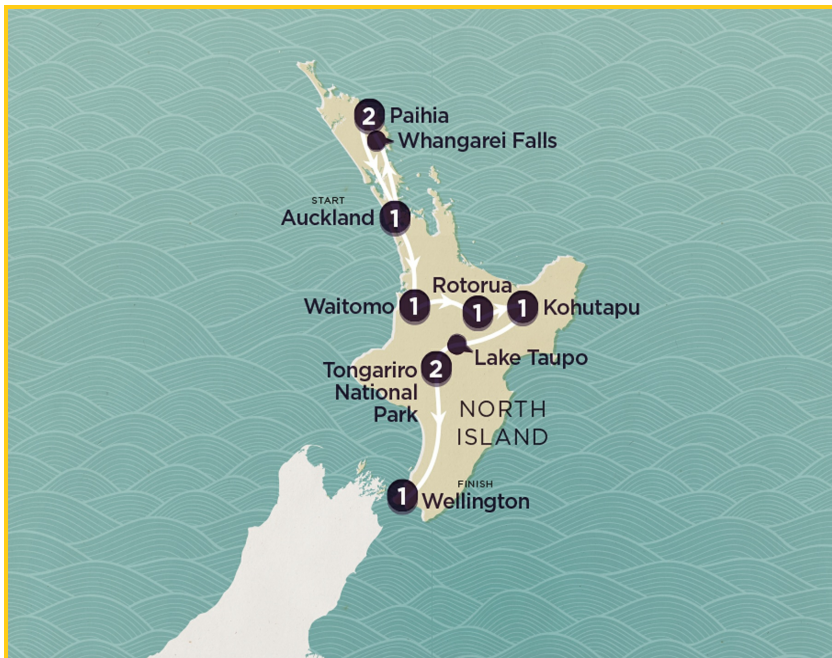 2 Paihia
Whangarei Falls
START
Auckland 1
Rotorua
Waitomo 1
1
1 Kohutapu
Lake Taupo
Tongariro 2
National
Park
NORTH
ISLAND
FINISH
1 Wellington